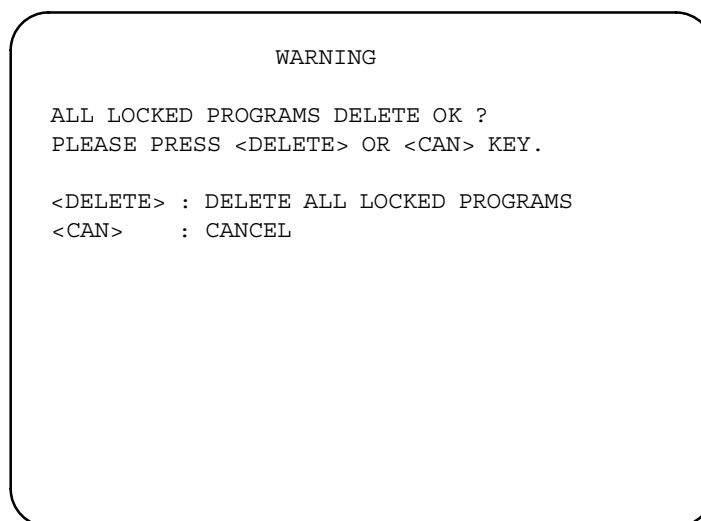 WARNING
ALL LOCKED PROGRAMS DELETE OK ?
PLEASE PRESS <DELETE> OR <CAN> KEY.
<DELETE> : DELETE ALL LOCKED PROGRAMS
<CAN> : CANCEL